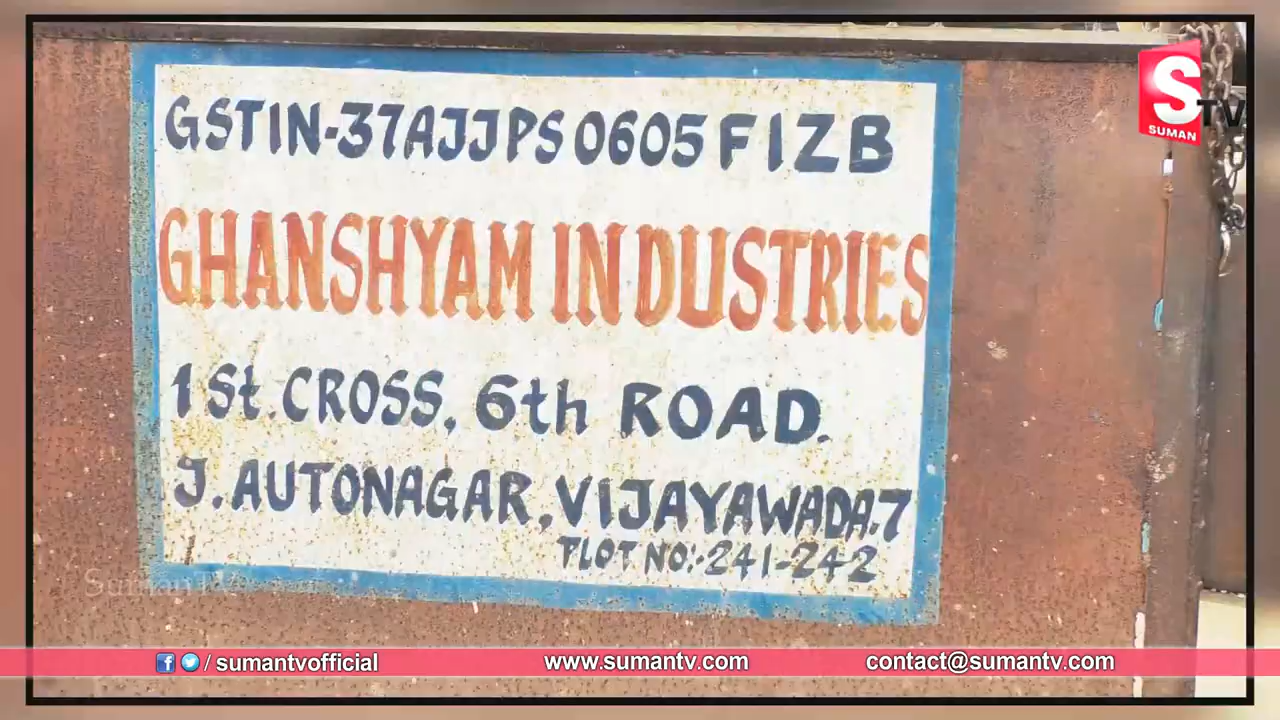 GSTIN-37AJJPS0605F1ZB
GHANSHYAM INDUSTRIES
1st.CROSS, 6th ROAD.
J.AUTONAGAR, VIJAYAWADA.7
PLOT NO:-241-242
S
TV
SUMAN
SumanTV
/ sumantvofficial
www.sumantv.com
contact@sumantv.com